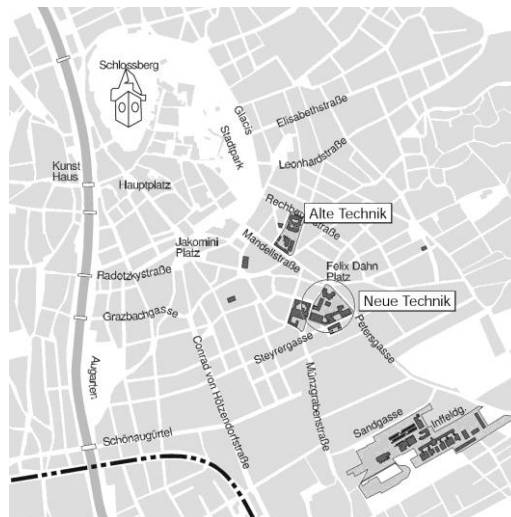 Schlossberg
Glacis
Elisabethstraße
Stadtpark
Leonhardstraße
Kunst
Haus
Hauptplatz
Rechbauerstraße
Alte Technik
Jakomini
Platz
Mandellstraße
Radetzkystraße
Felix Dahn
Platz
Neue Technik
Grazbachgasse
Petersgasse
Steyrergasse
Augarten
Conrad von Hötzendorfstraße
Münzgrabenstraße
Sandgasse
Inffeldg.
Schönaugürtel